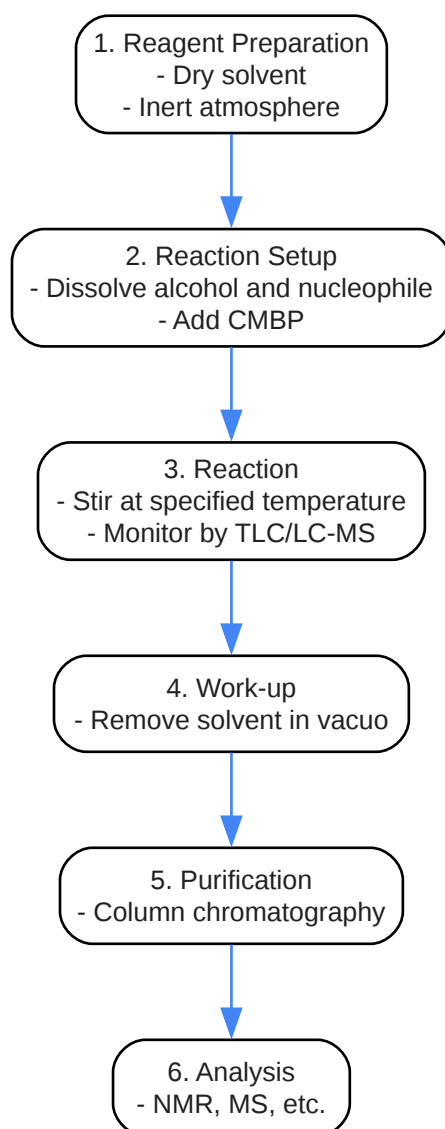 1. Reagent Preparation
- Dry solvent
- Inert atmosphere
2. Reaction Setup
- Dissolve alcohol and nucleophile
- Add CMBP
3. Reaction
- Stir at specified temperature
- Monitor by TLC/LC-MS
4. Work-up
- Remove solvent in vacuo
5. Purification
- Column chromatography
6. Analysis
- NMR, MS, etc.